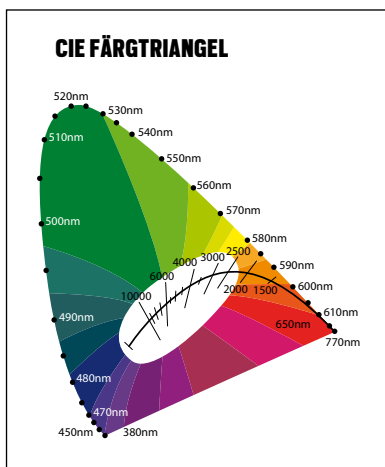 CIE FÄRGTRIANGEL
520nm
530nm
510nm
540nm
550nm
560nm
570nm
500nm
580nm
2500
3000
590nm
4000
6000
600nm
2000
1500
10000
610nm
490nm
650nm
770nm
480nm
470nm
450nm
380nm